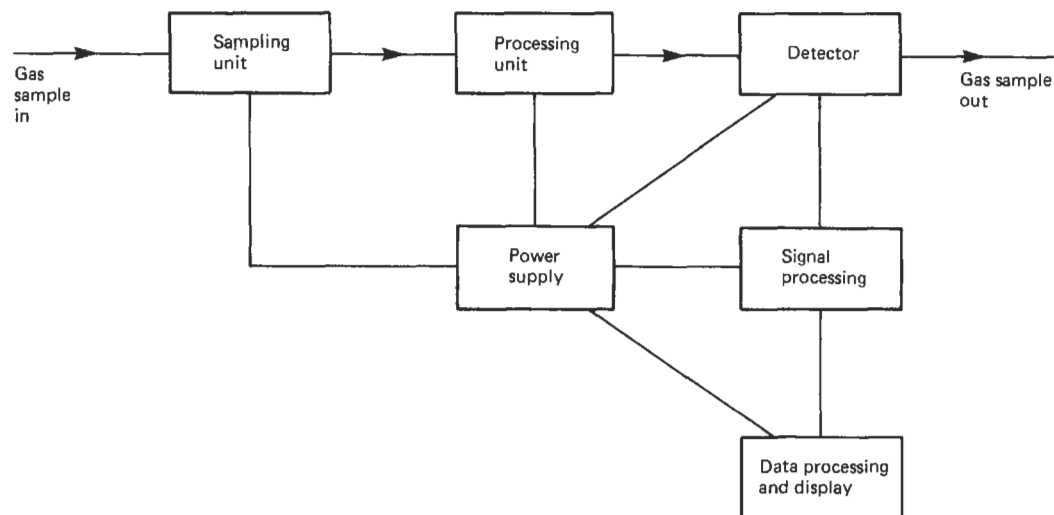 Sampling
unit
Processing
unit
Detector
Gas
sample
in
Gas sample
out
Power
supply
Signal
processing
Data processing
and display